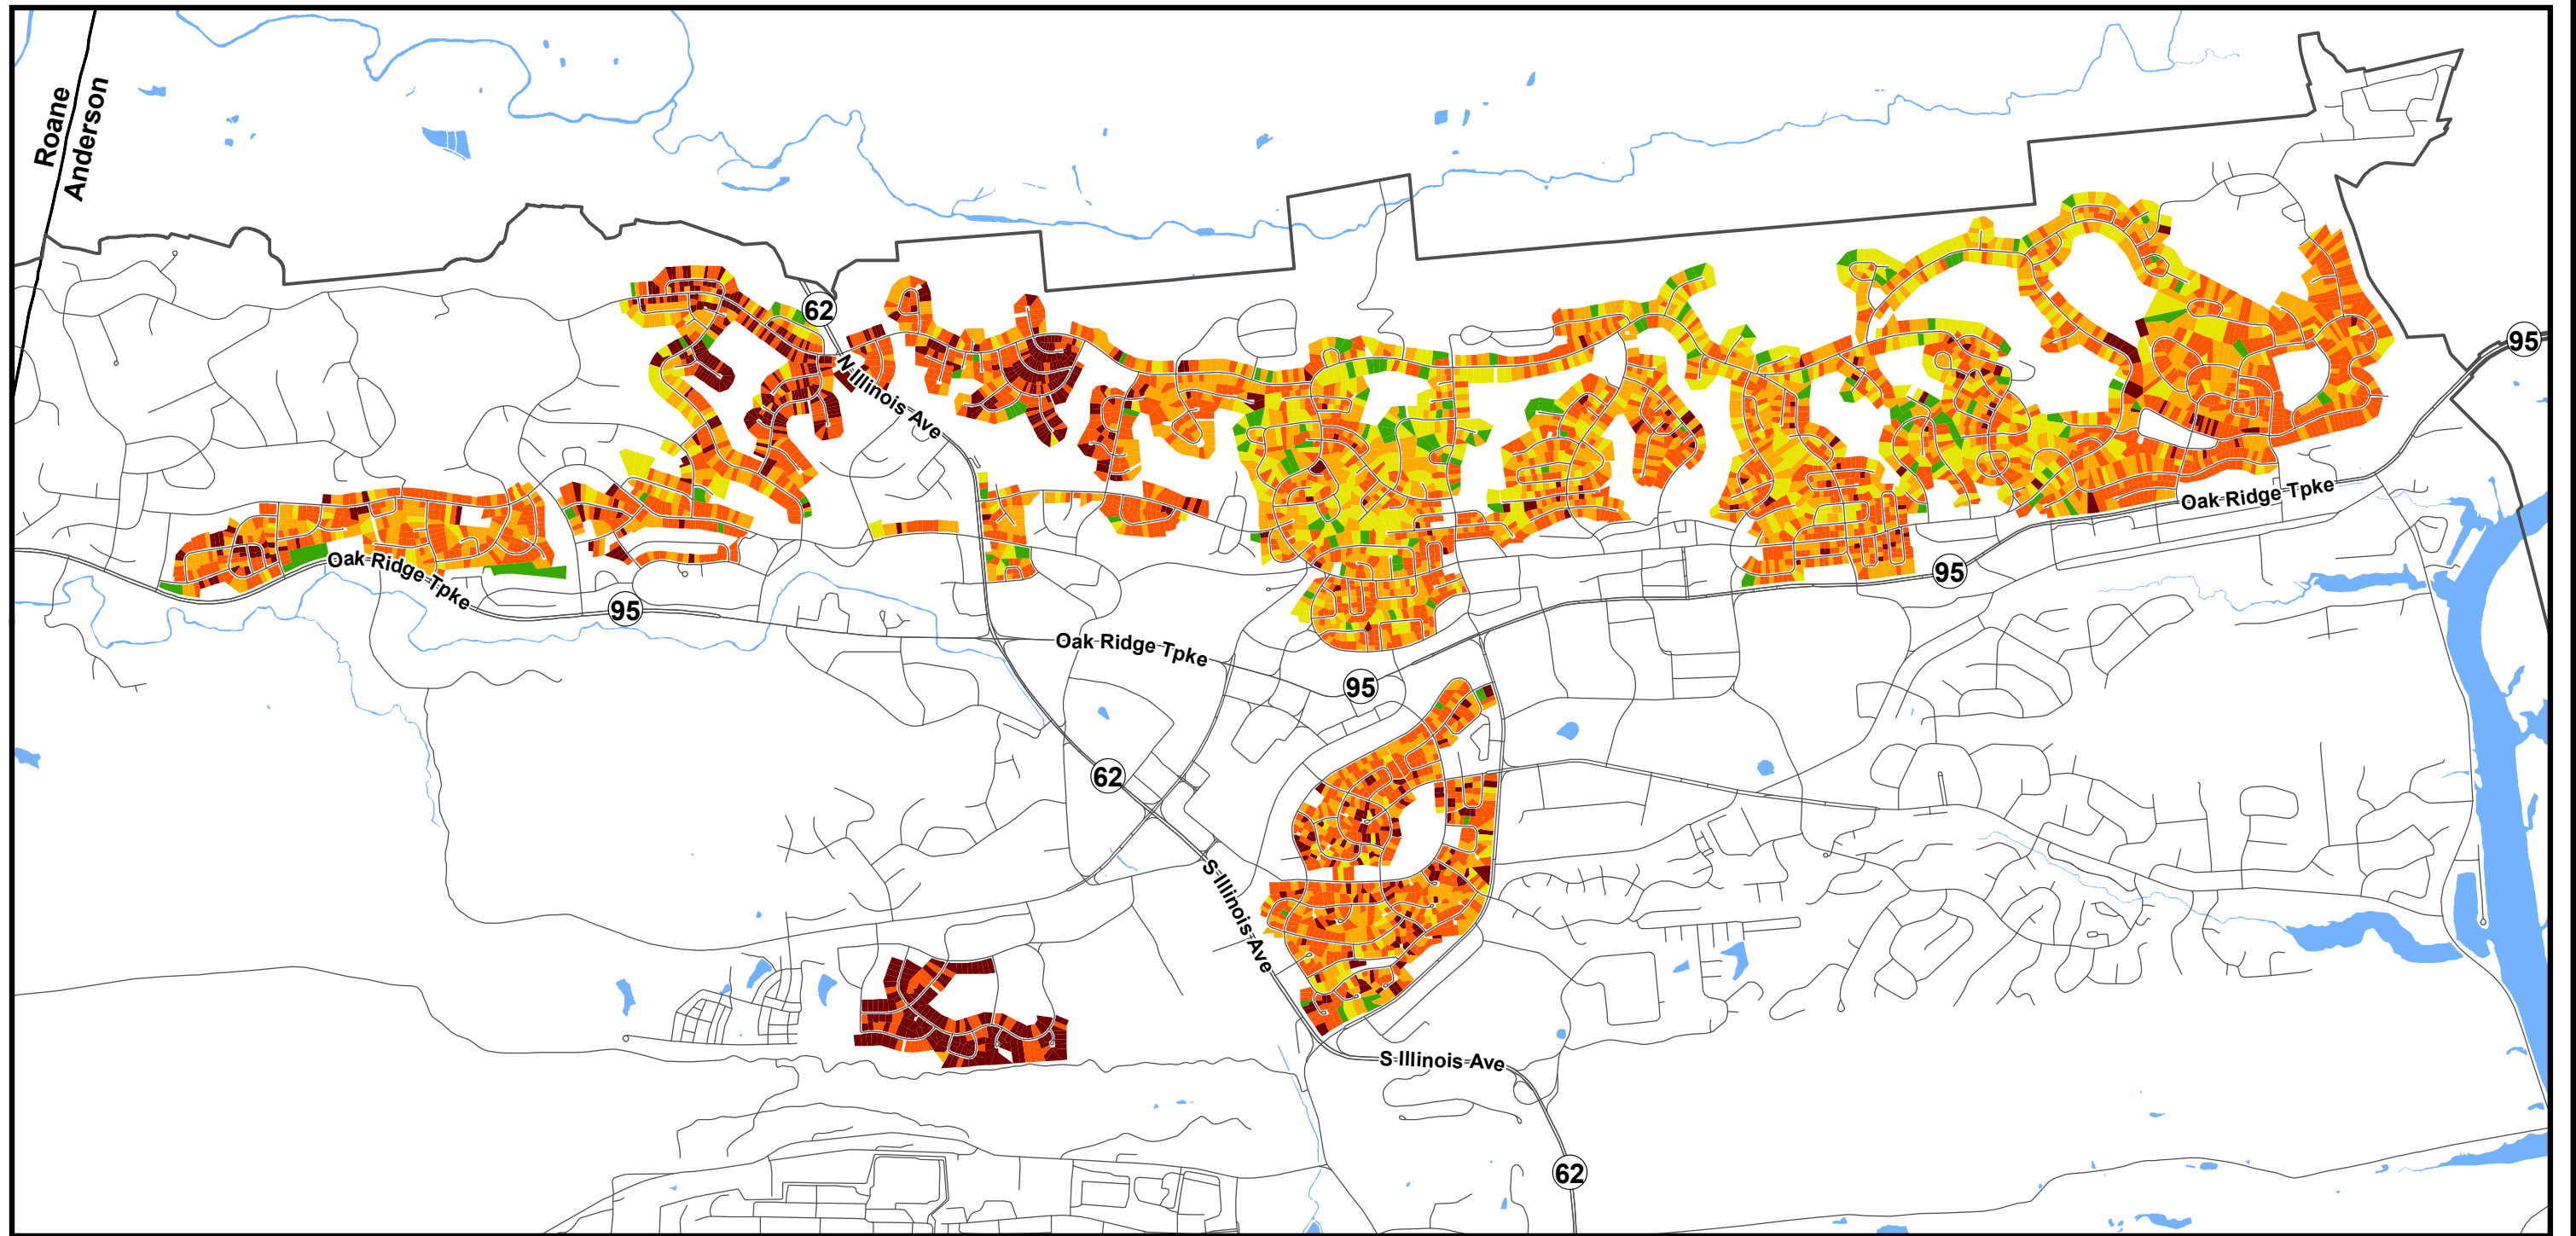 Roane
Anderson
62
N Illinois Ave
95
Oak Ridge Tpke
Oak Ridge Tpke
95
95
Oak Ridge Tpke
95
62
S Illinois Ave
S Illinois Ave
62